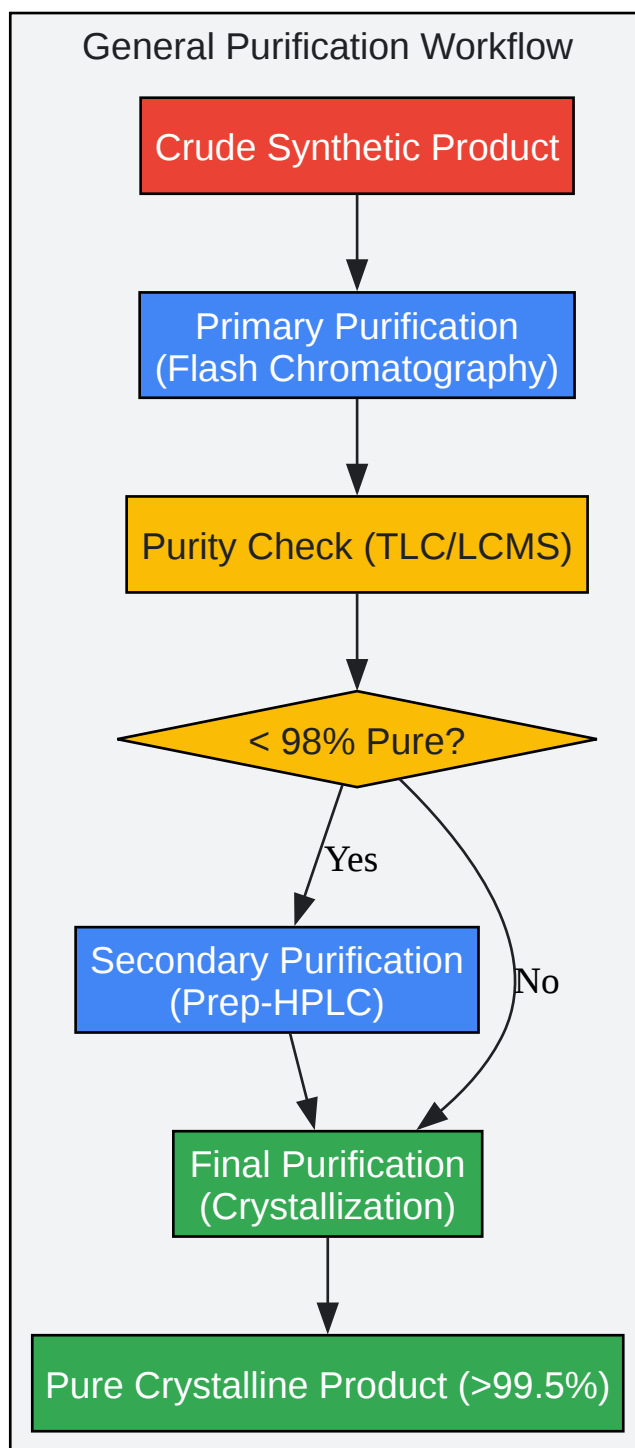 General Purification Workflow
Crude Synthetic Product
Primary Purification
(Flash Chromatography)
Purity Check (TLC/LCMS)
< 98% Pure?
Yes
Secondary Purification
(Prep-HPLC)
No
Final Purification
(Crystallization)
Pure Crystalline Product (>99.5%)